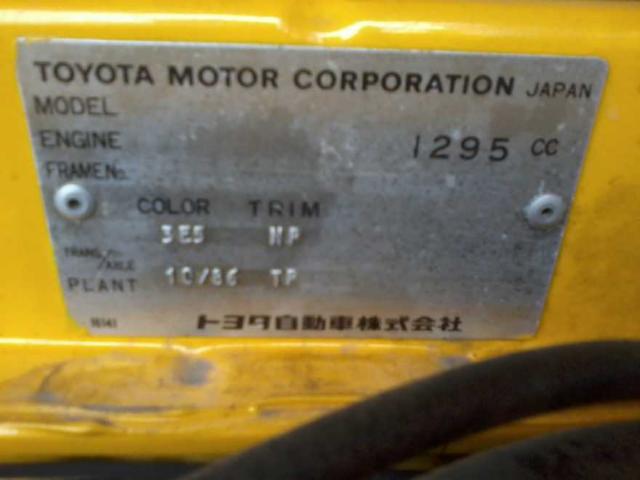 TOYOTA MOTOR CORPORATION JAPAN
MODEL
ENGINE 1295 CC
FRAME No.
COLOR TRIM
3E5 NP
TRANS/AXLE
PLANT 10/86 TP
トヨタ自動車株式会社